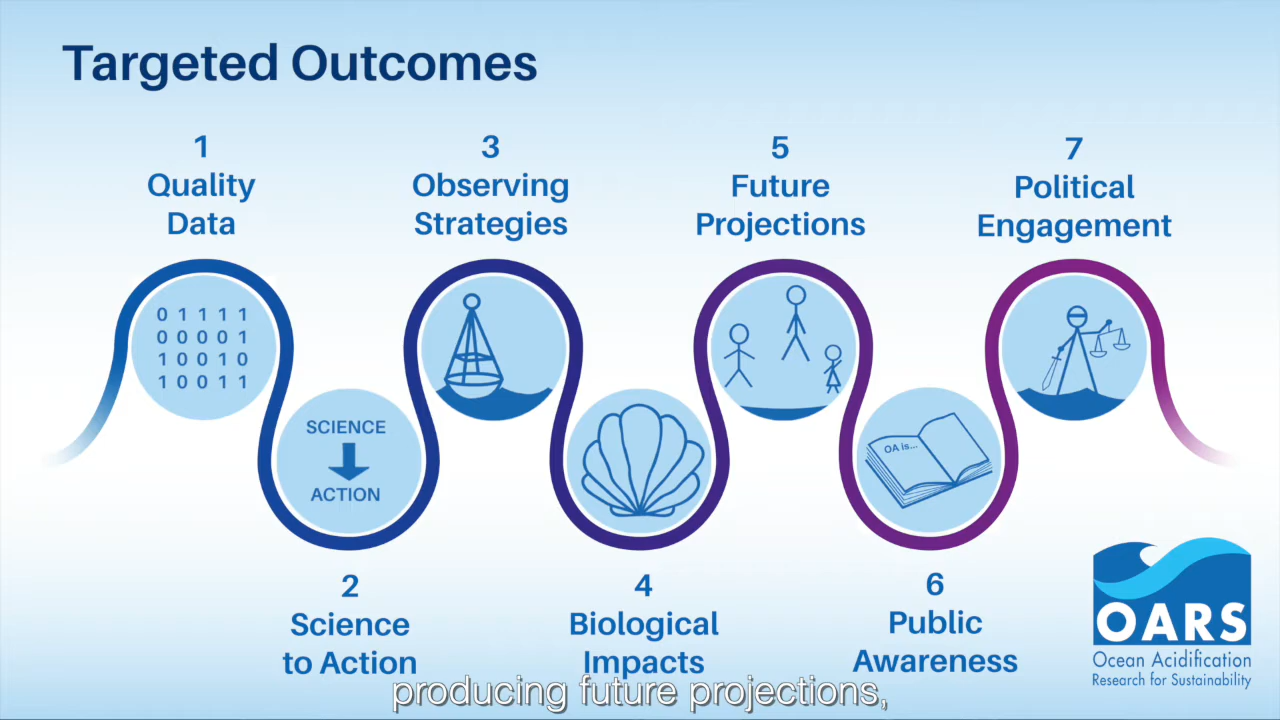 Targeted Outcomes
1
Quality
Data
0 1 1 1 1
0 0 0 0 1
1 0 0 1 0
1 0 0 1 1
2
Science
to Action
SCIENCE
ACTION
3
Observing
Strategies
4
Biological
Impacts
5
Future
Projections
6
Public
Awareness
OA is...
7
Political
Engagement
OARS
Ocean Acidification
Research for Sustainability
producing future projections,